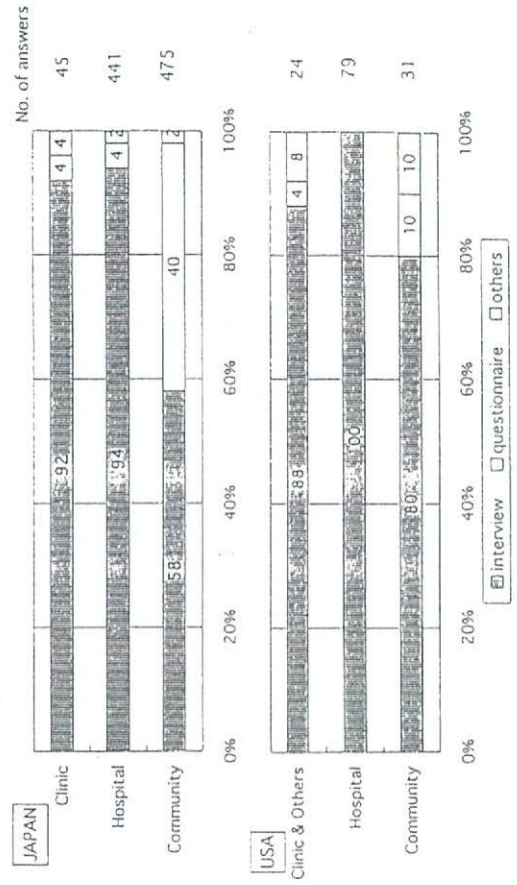 No. of answers
JAPAN
Clinic 92 4 4 45
Hospital 94 4 2 441
Community 58 40 2 475
0% 20% 40% 60% 80% 100%
USA
Clinic & Others 88 4 8 24
Hospital 100 79
Community 80 10 10 31
0% 20% 40% 60% 80% 100%
interview questionnaire others